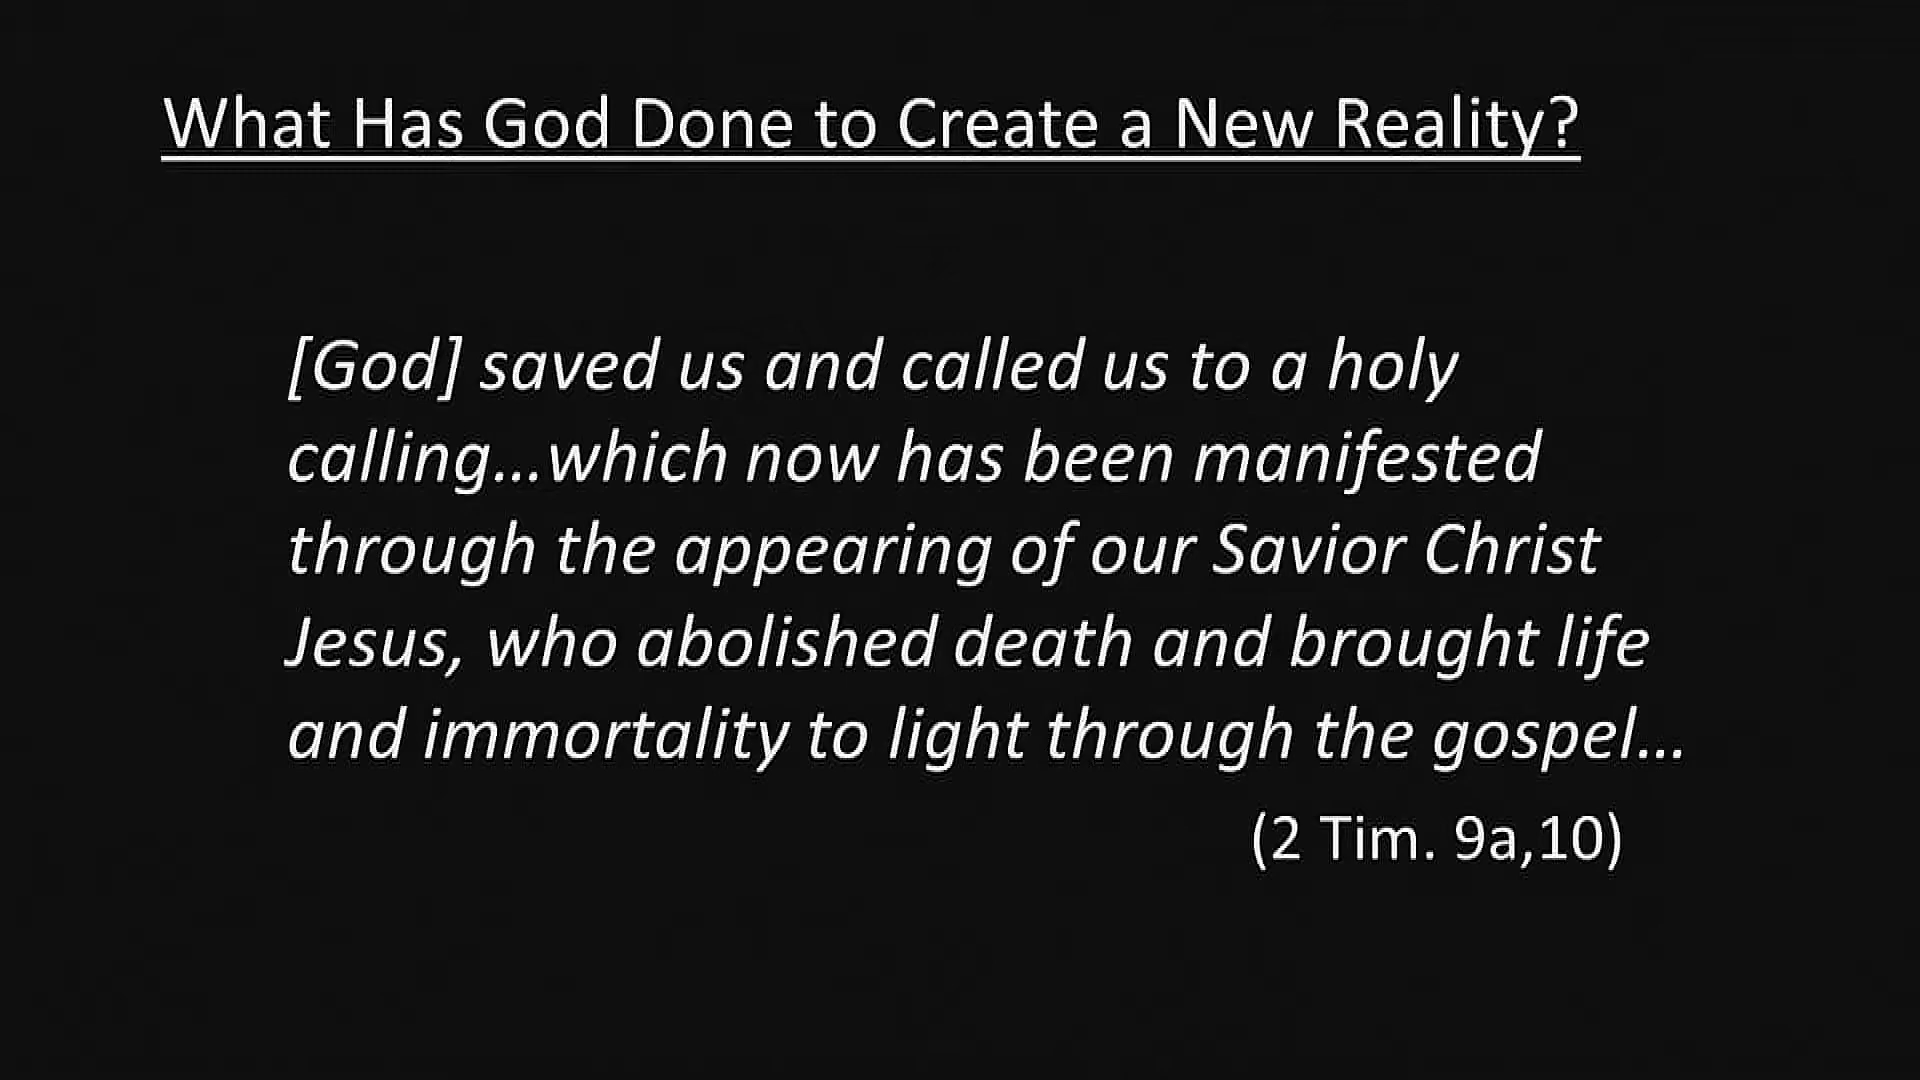 What Has God Done to Create a New Reality?
[God] saved us and called us to a holy
calling...which now has been manifested
through the appearing of our Savior Christ
Jesus, who abolished death and brought life
and immortality to light through the gospel...
(2 Tim. 9a,10)